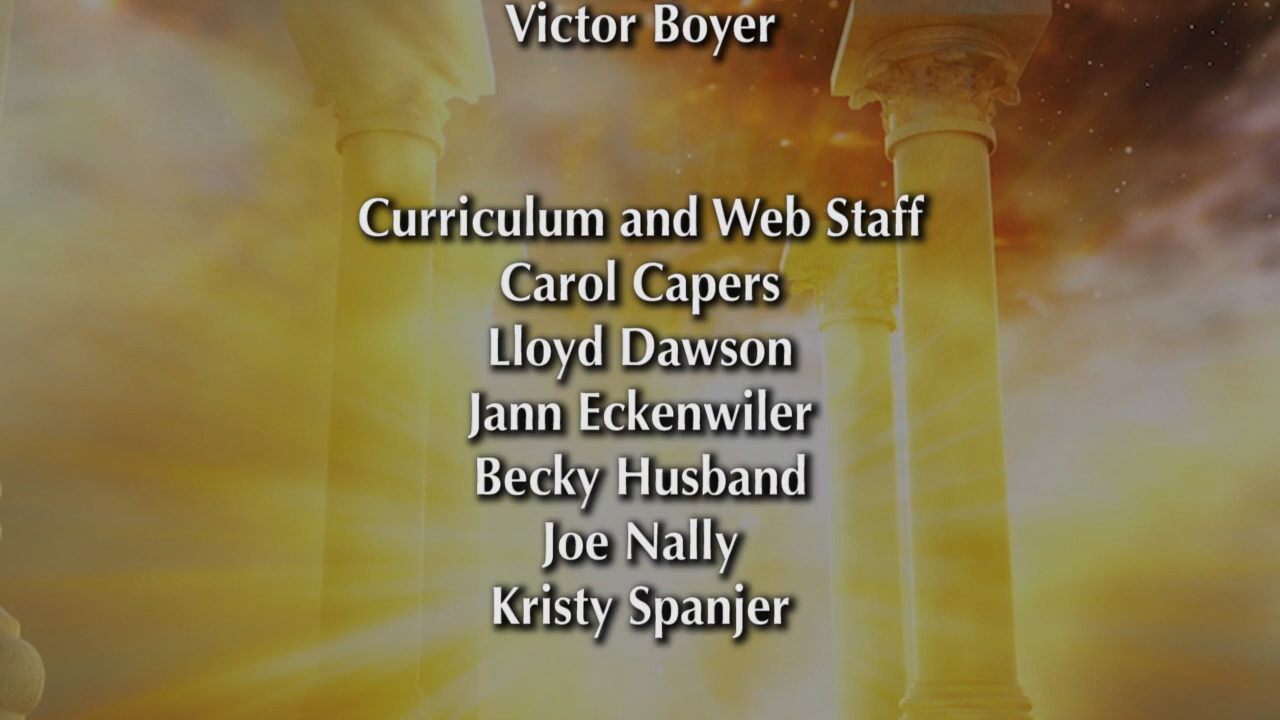 Victor Boyer
Curriculum and Web Staff
Carol Capers
Lloyd Dawson
Jann Eckenwiler
Becky Husband
Joe Nally
Kristy Spanjer